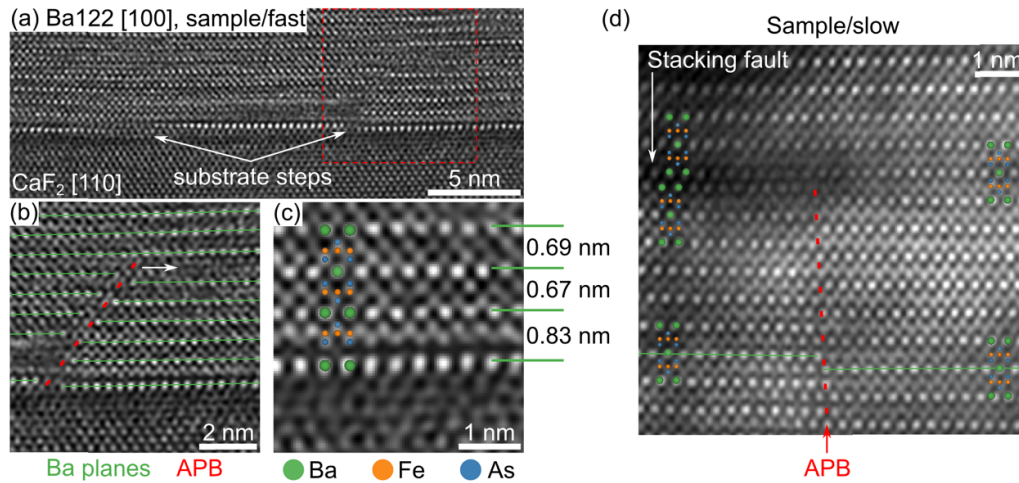 (a) Ba122 [100], sample/fast
substrate steps
CaF2 [110]
5 nm
(b)
2 nm
(c)
0.69 nm
0.67 nm
0.83 nm
1 nm
Ba planes APB
Ba Fe As
(d) Sample/slow
Stacking fault
1 nm
APB